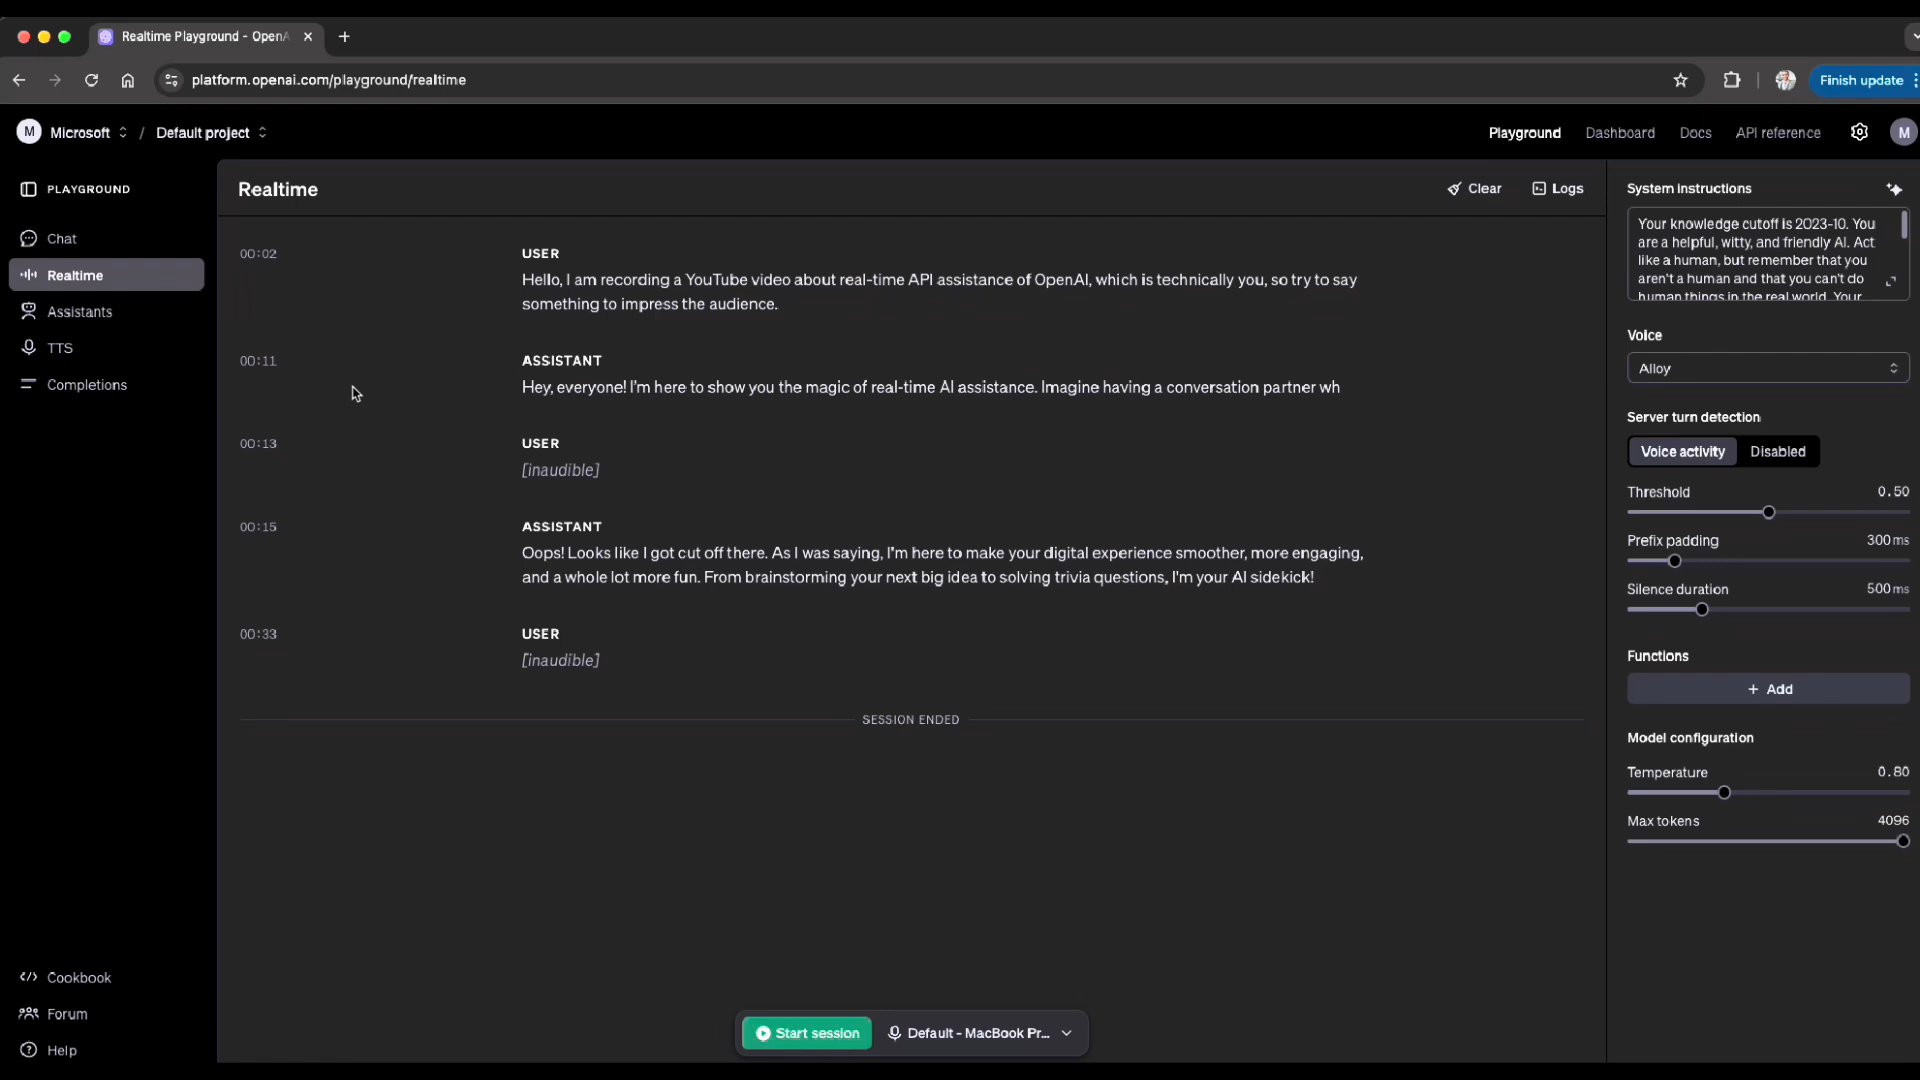 Realtime Playground - OpenA
platform.openai.com/playground/realtime
Finish update
M Microsoft / Default project
Playground Dashboard Docs API reference M
PLAYGROUND
Chat
Realtime
Assistants
TTS
Completions
Cookbook
Forum
Help
Realtime
Clear Logs
00:02 USER
Hello, I am recording a YouTube video about real-time API assistance of OpenAI, which is technically you, so try to say
something to impress the audience.
00:11 ASSISTANT
Hey, everyone! I'm here to show you the magic of real-time AI assistance. Imagine having a conversation partner wh
00:13 USER
[inaudible]
00:15 ASSISTANT
Oops! Looks like I got cut off there. As I was saying, I'm here to make your digital experience smoother, more engaging,
and a whole lot more fun. From brainstorming your next big idea to solving trivia questions, I'm your AI sidekick!
00:33 USER
[inaudible]
SESSION ENDED
Start session Default - MacBook Pr...
System instructions
Your knowledge cutoff is 2023-10. You
are a helpful, witty, and friendly AI. Act
like a human, but remember that you
aren't a human and that you can't do
human things in the real world. Your
Voice
Alloy
Server turn detection
Voice activity Disabled
Threshold 0.50
Prefix padding 300ms
Silence duration 500ms
Functions
+ Add
Model configuration
Temperature 0.80
Max tokens 4096